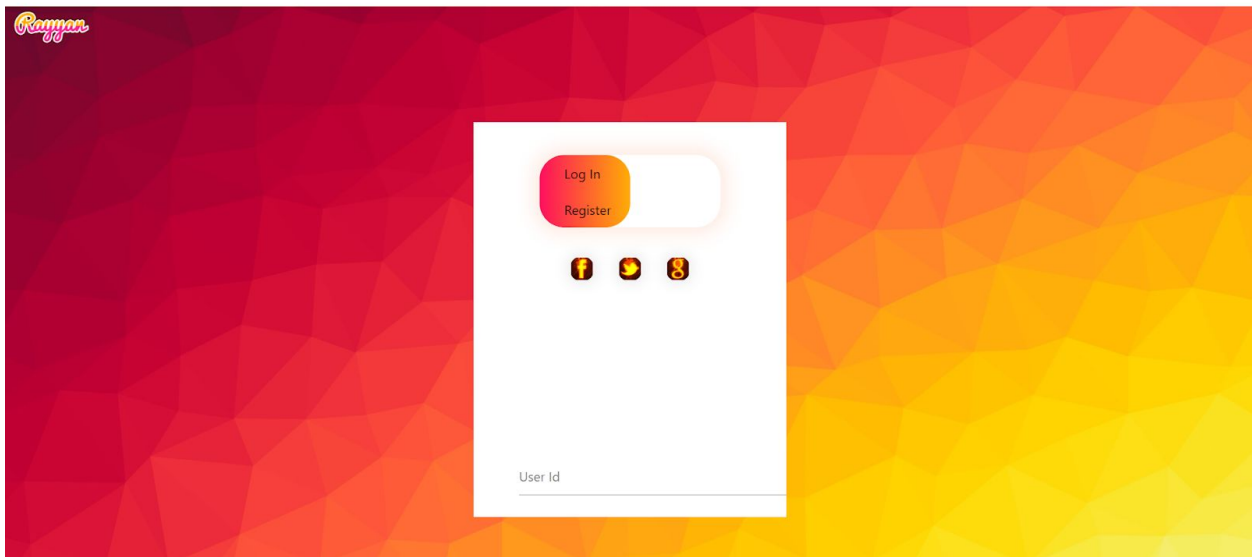 Rayyan
Log In
Register
f
g
User Id